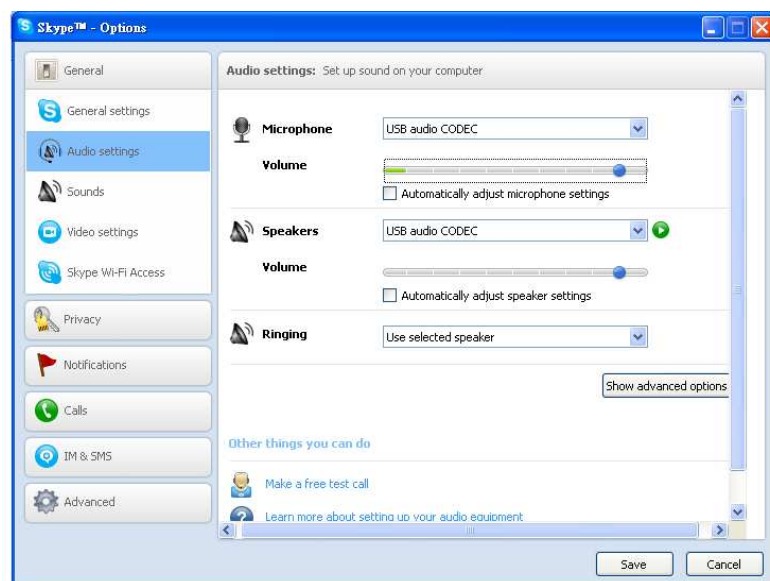 Skype™ - Options
General
General settings
Audio settings
Sounds
Video settings
Skype Wi-Fi Access
Privacy
Notifications
Calls
IM & SMS
Advanced
Audio settings: Set up sound on your computer
Microphone USB audio CODEC
Volume
Automatically adjust microphone settings
Speakers USB audio CODEC
Volume
Automatically adjust speaker settings
Ringing Use selected speaker
Show advanced options
Other things you can do
Make a free test call
Learn more about setting up your audio equipment
Save Cancel